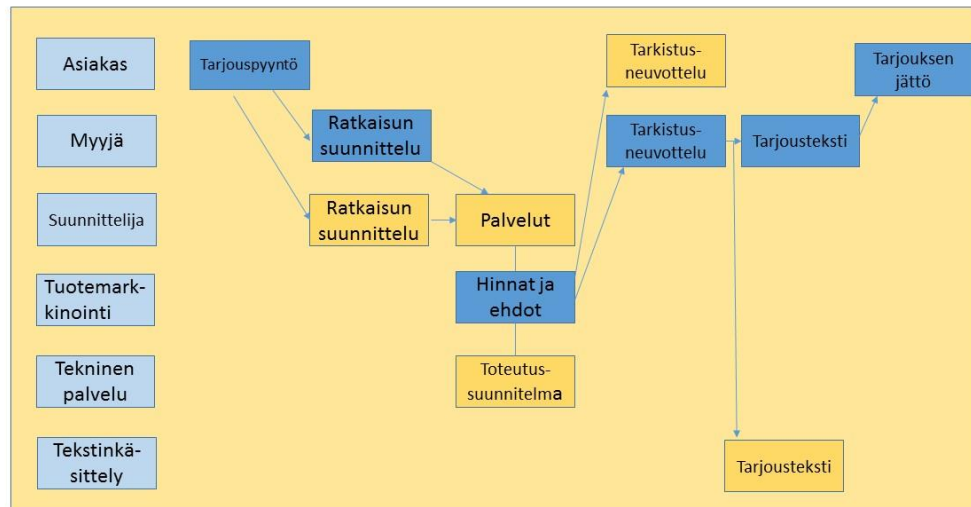 Asiakas
Tarjouspyyntö
Tarkistus-
neuvottelu
Tarjouksen
jättö
Myyjä
Ratkaisun
suunnittelu
Tarkistus-
neuvottelu
Tarjousteksti
Suunnittelija
Ratkaisun
suunnittelu
Palvelut
Tuotemark-
kinointi
Hinnat ja
ehdot
Tekninen
palvelu
Toteutus-
suunnitelma
Tekstinkä-
sittely
Tarjousteksti